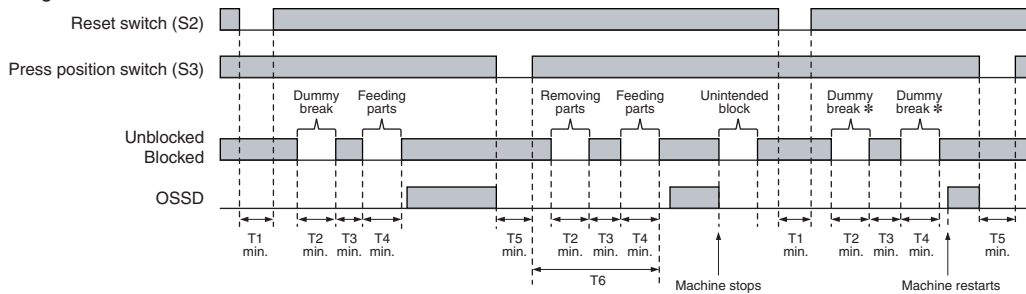 Reset switch (S2)
Press position switch (S3)
Dummy break
Feeding parts
Removing parts
Feeding parts
Unintended block
Dummy break *
Dummy break *
Unblocked
Blocked
OSSD
T1 min.
T2 min.
T3 min.
T4 min.
T5 min.
T2 min.
T3 min.
T4 min.
T1 min.
T2 min.
T3 min.
T4 min.
T5 min.
T6
Machine stops
Machine restarts